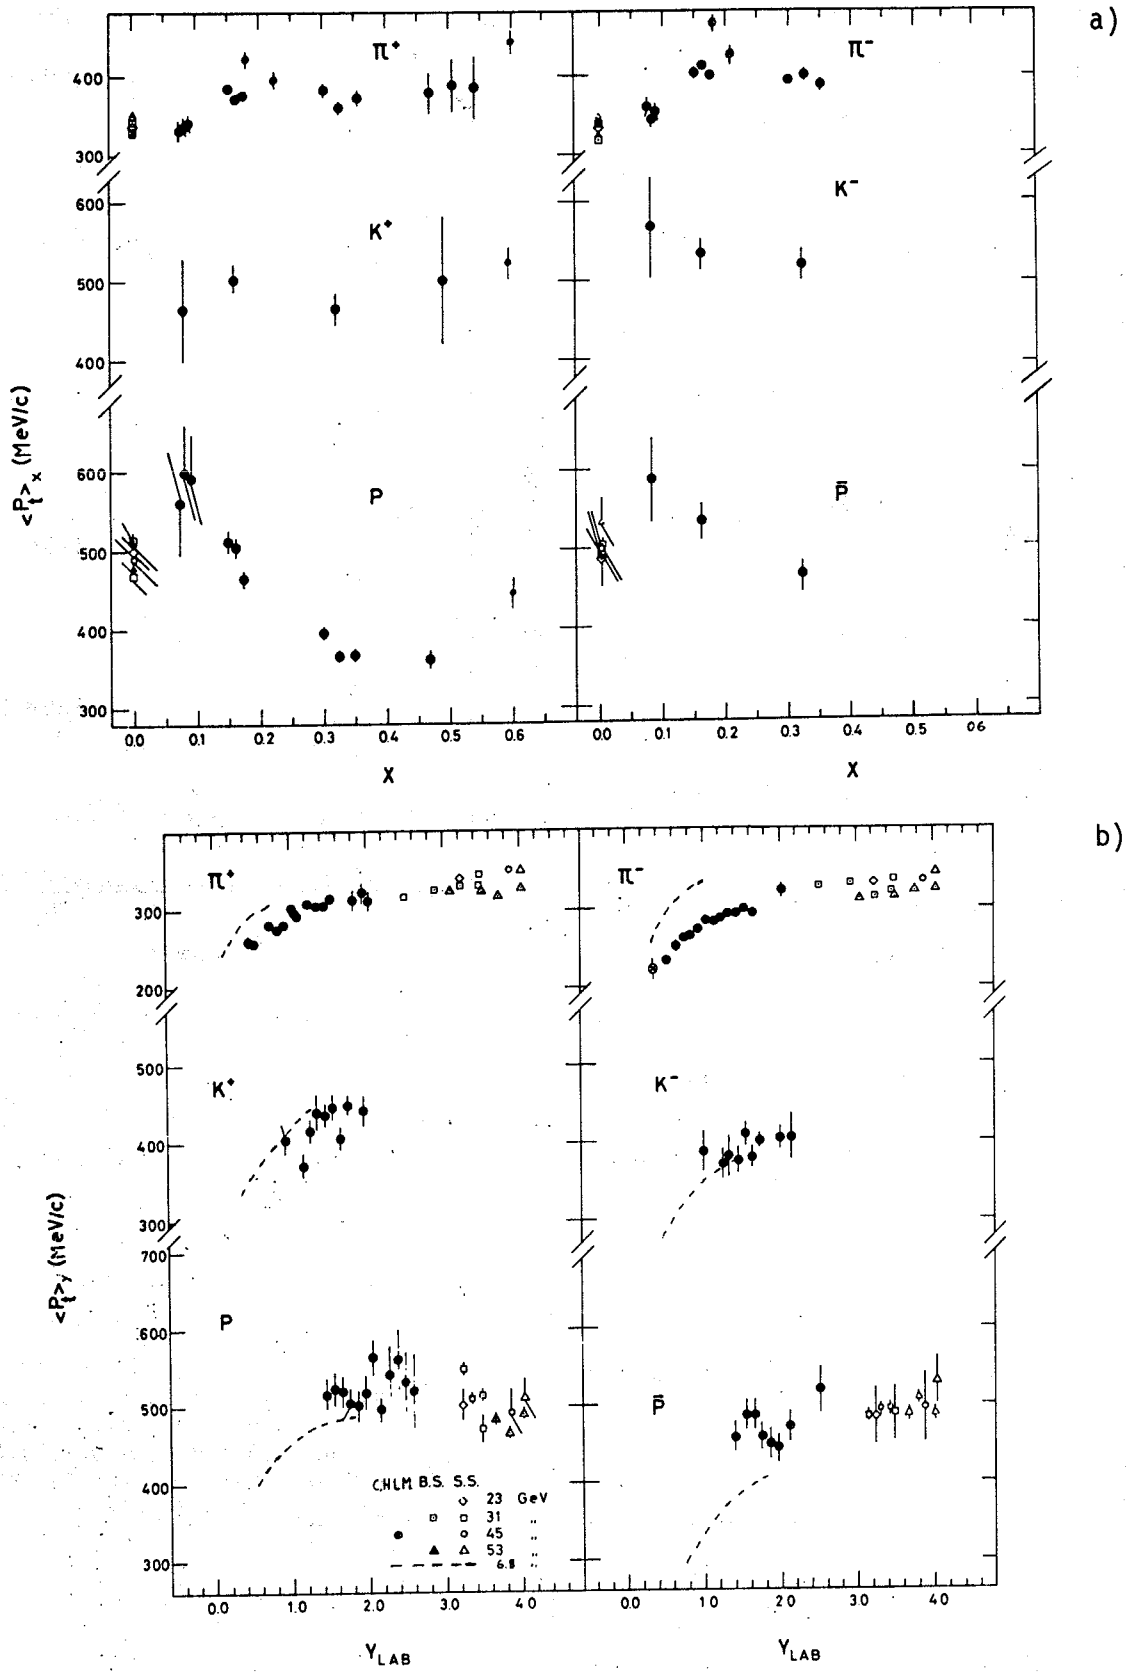 a)
π+
π-
400
300
K+
K-
600
500
400
<Pt>x (MeV/c)
P
P̄
600
500
400
300
0.0 0.1 0.2 0.3 0.4 0.5 0.6
0.0 0.1 0.2 0.3 0.4 0.5 0.6
X
X
b)
π+
π-
300
200
K+
K-
500
400
300
<Pt>y (MeV/c)
P
P̄
700
600
500
400
300
C.H.L.M. B.S. S.S.
23 GeV
31 "
45 "
53 "
6.8 "
0.0 1.0 2.0 3.0 4.0
0.0 1.0 2.0 3.0 4.0
YLAB
YLAB